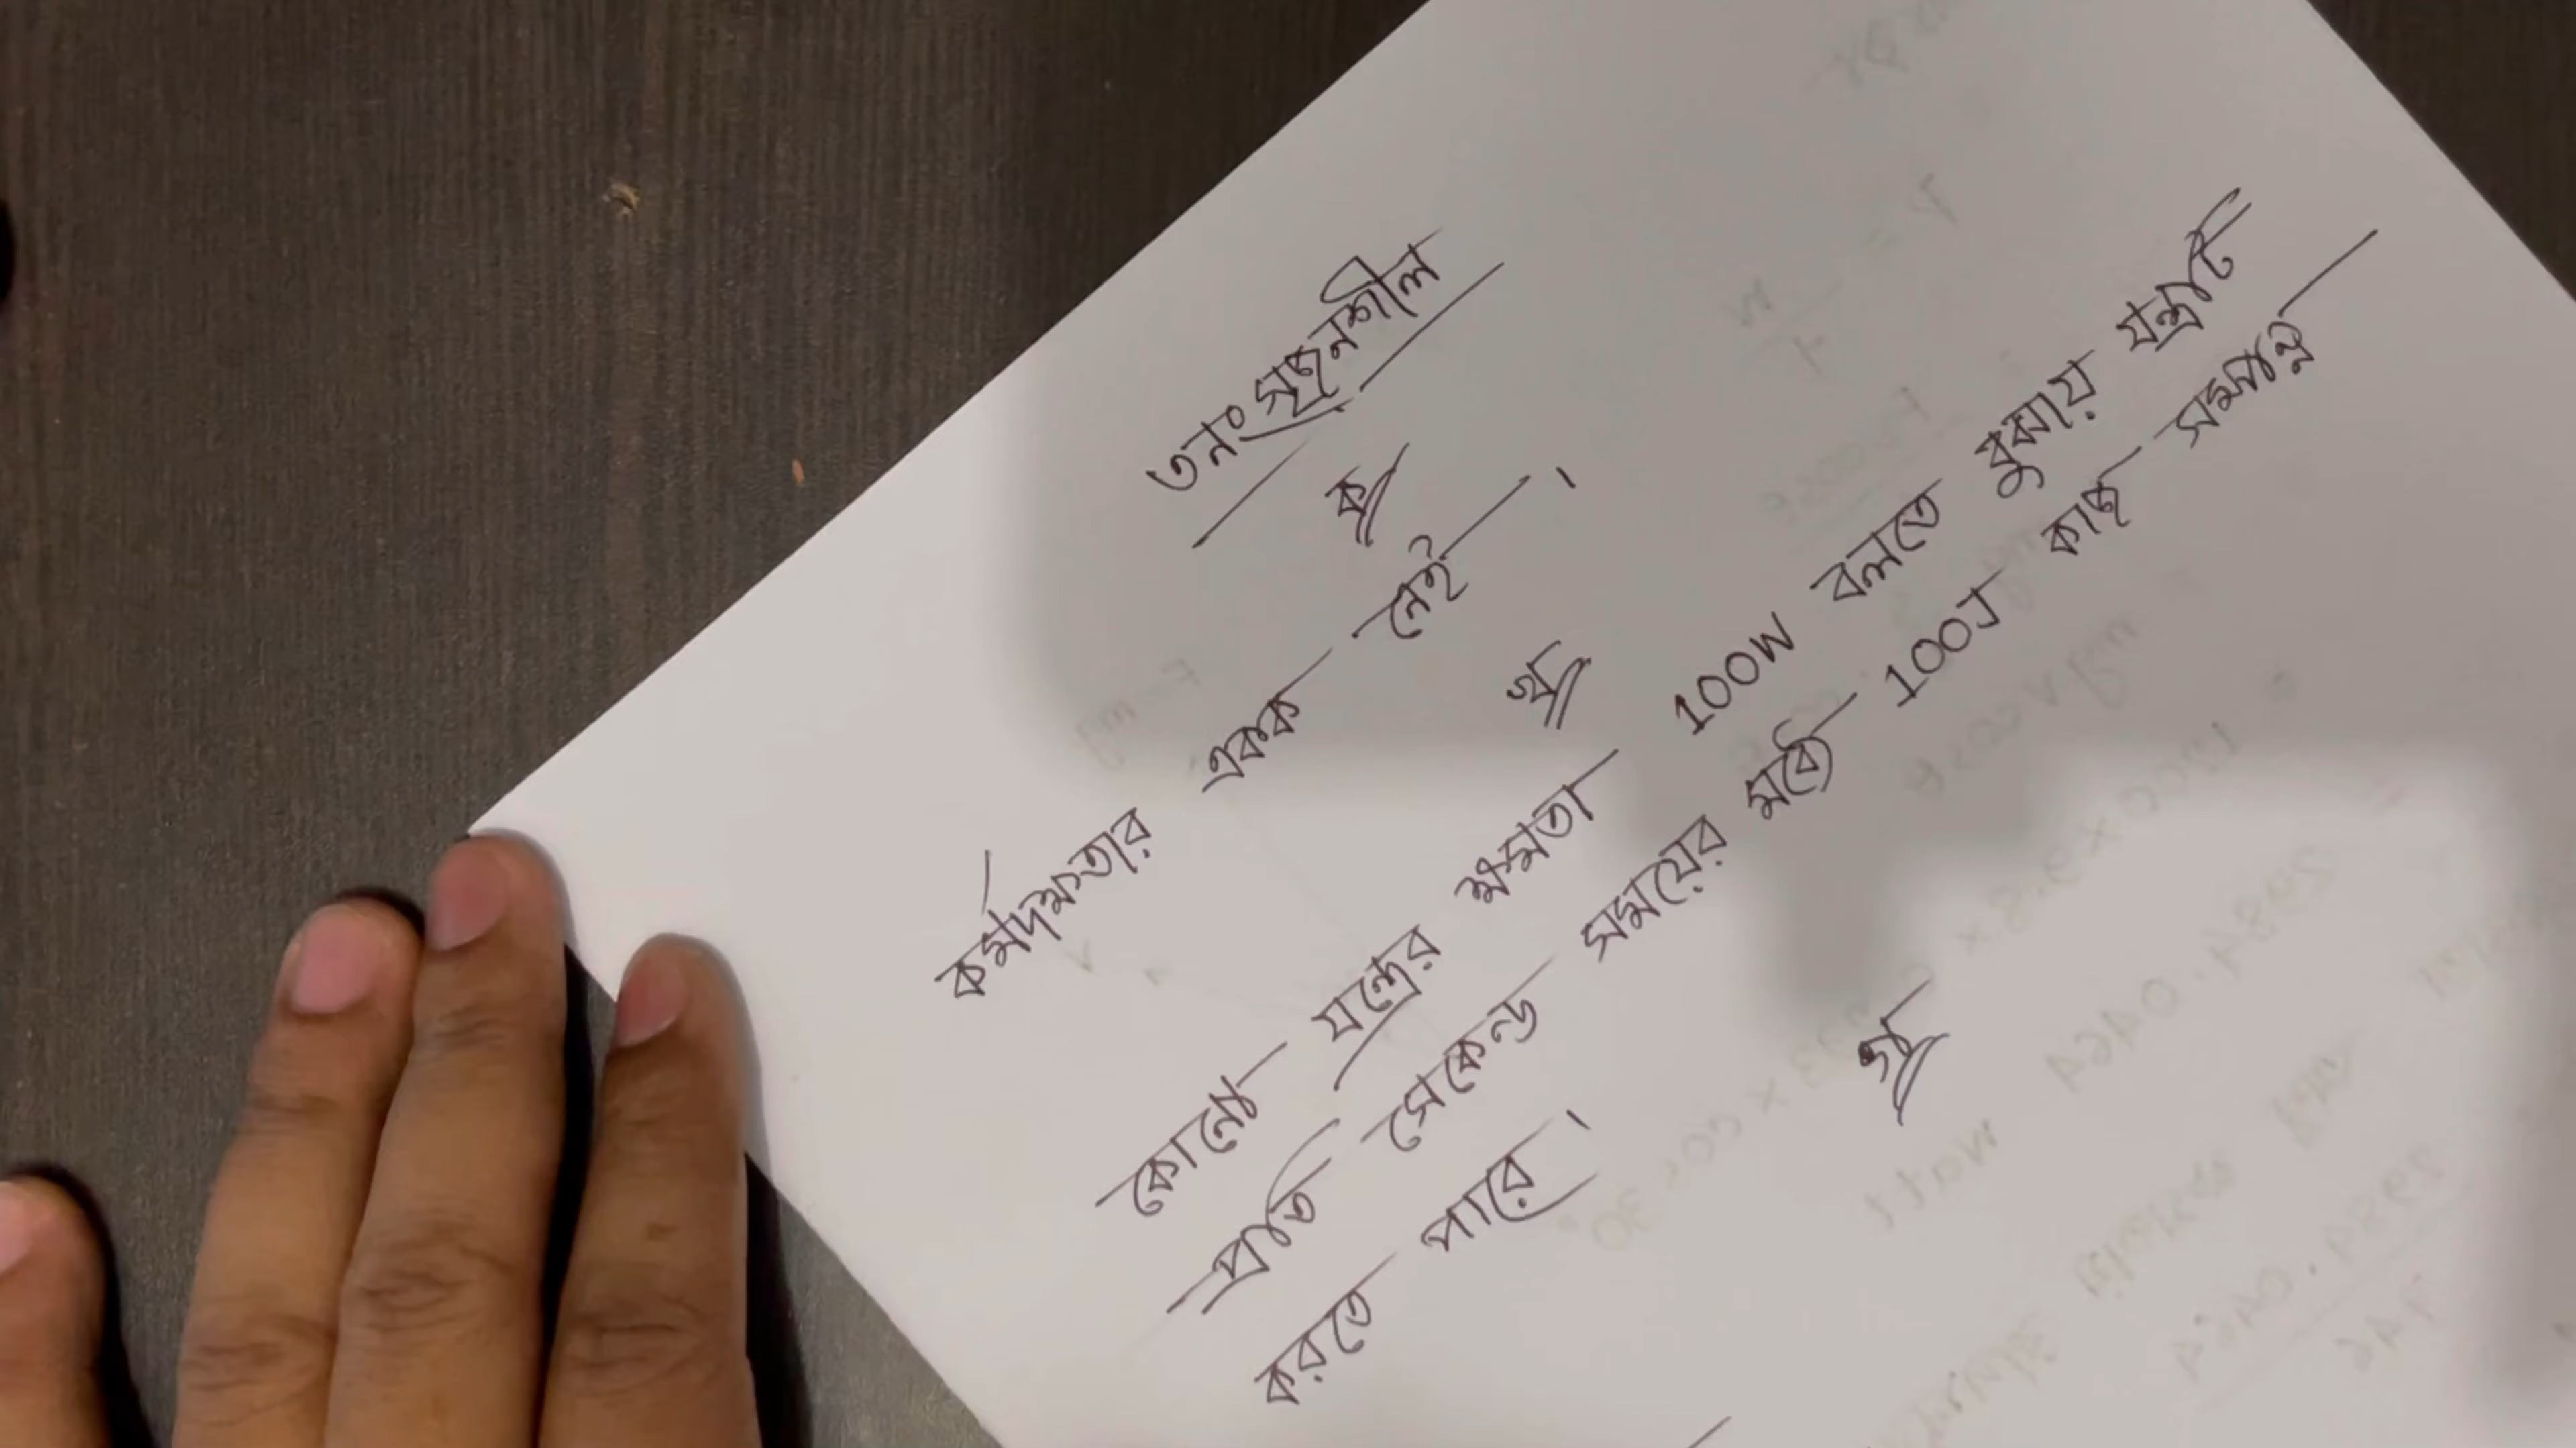 ৩নং সৃজনশীল
ক
কর্মদক্ষতার একক নেই।
খ
কোনো যন্ত্রের ক্ষমতা 100W বলতে বুঝায় যন্ত্রটি
প্রতি সেকেন্ড সময়ের মধ্যে 100J কাজ সম্পন্ন
করতে পারে।
গ